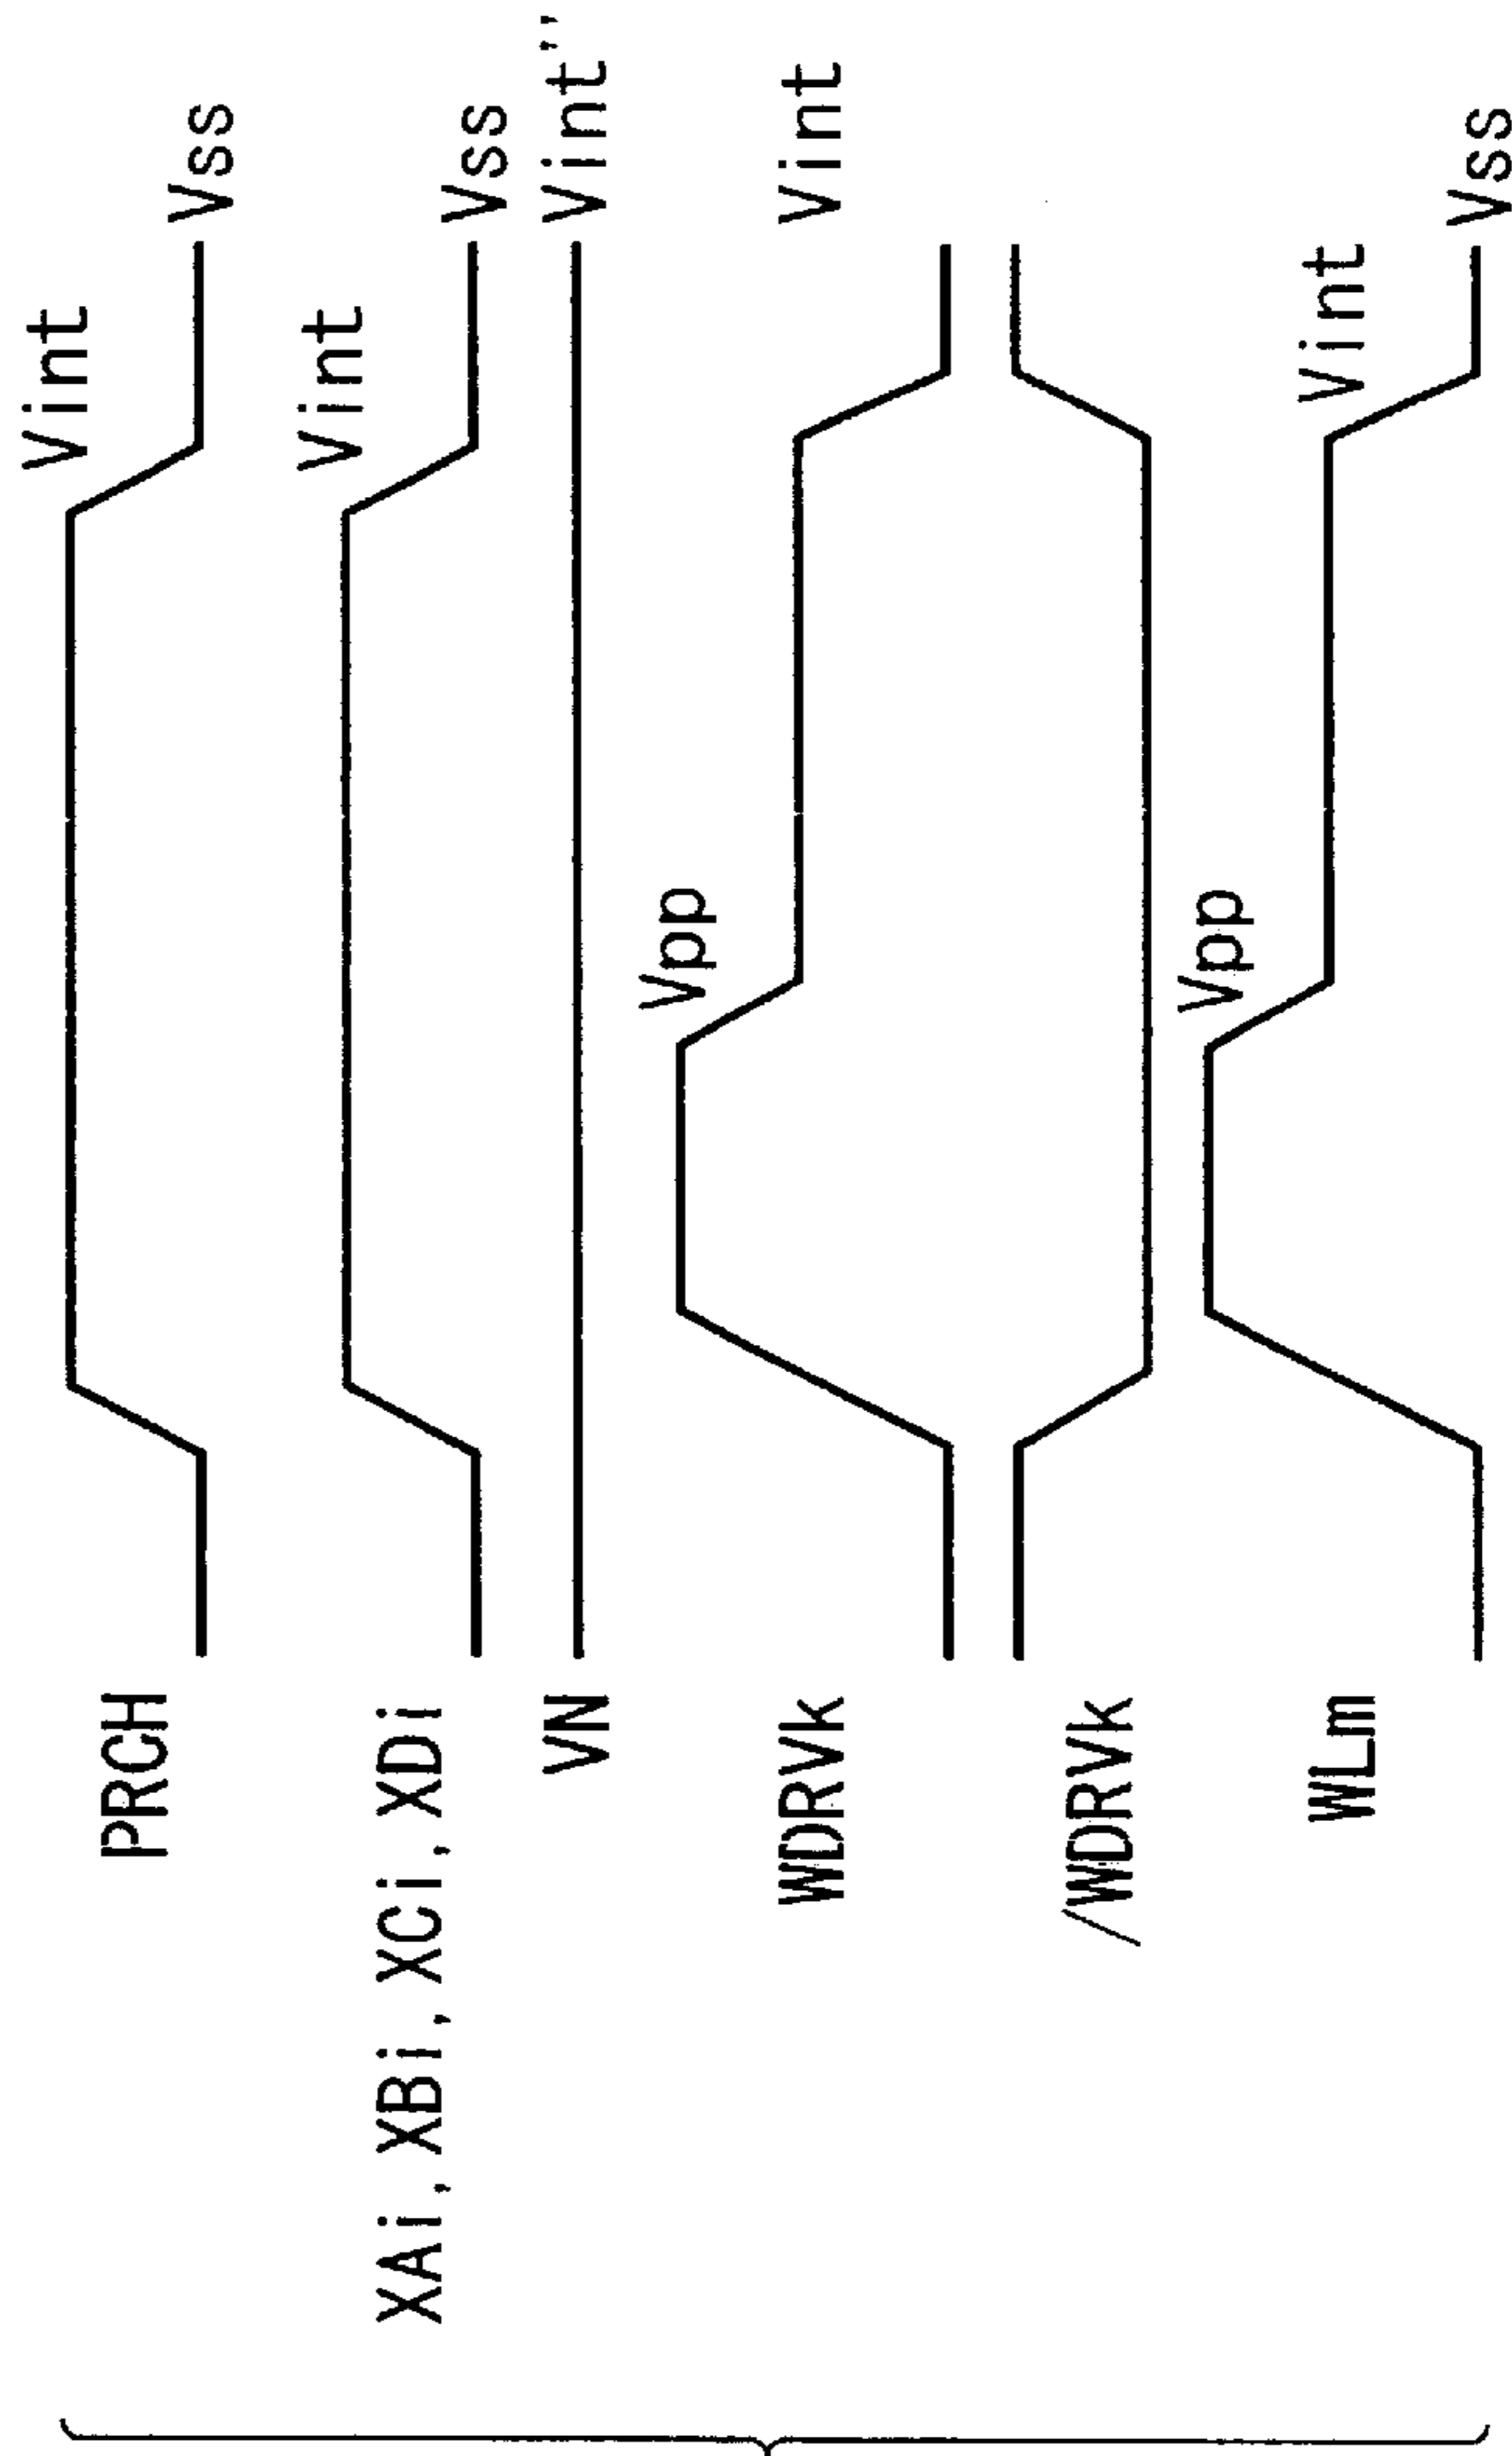 PRCH
Vint
Vss
XAi, XBi, XCi, XDi
Vint
Vss
VN
Vint"
WDRVk
Vpp
Vint
/WDRVk
WLm
Vpp
Vint
Vss